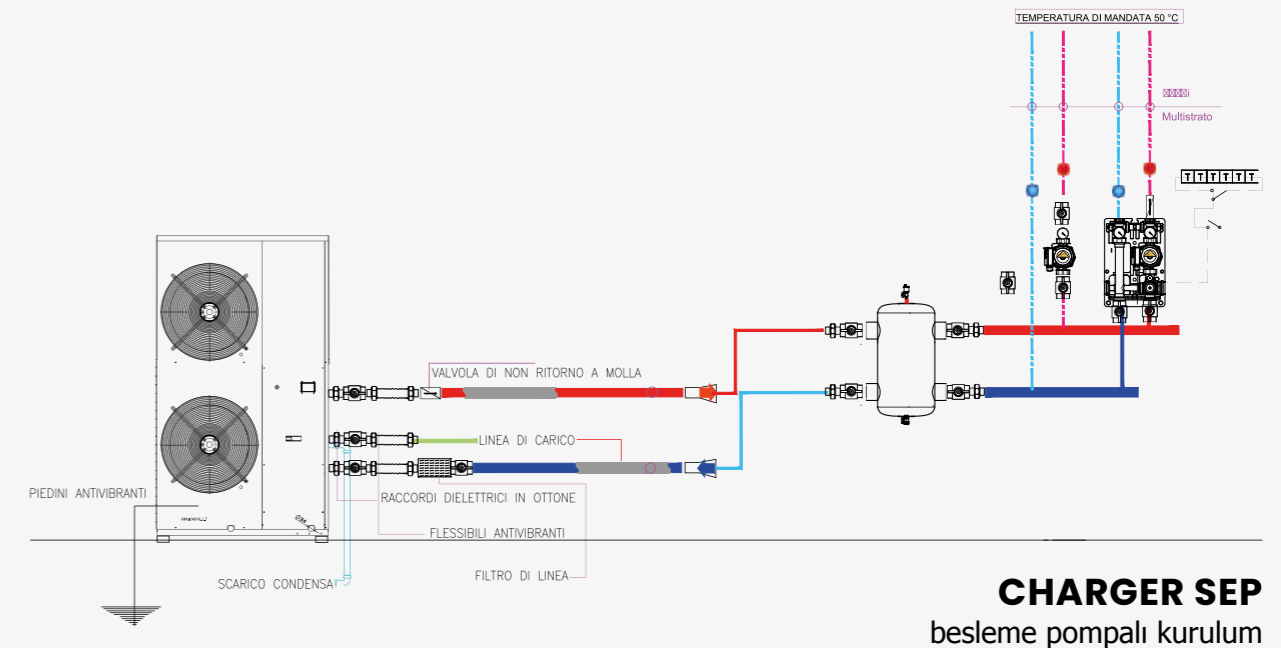 TEMPERATURA DI MANDATA 50 °C
Multistrato
T T T T T T
VALVOLA DI NON RITORNO A MOLLA
LINEA DI CARICO
PIEDINI ANTIVIBRANTI
RACCORDI DIELETTRICI IN OTTONE
FLESSIBILI ANTIVIBRANTI
FILTRO DI LINEA
SCARICO CONDENSA
CHARGER SEP
besleme pompalı kurulum